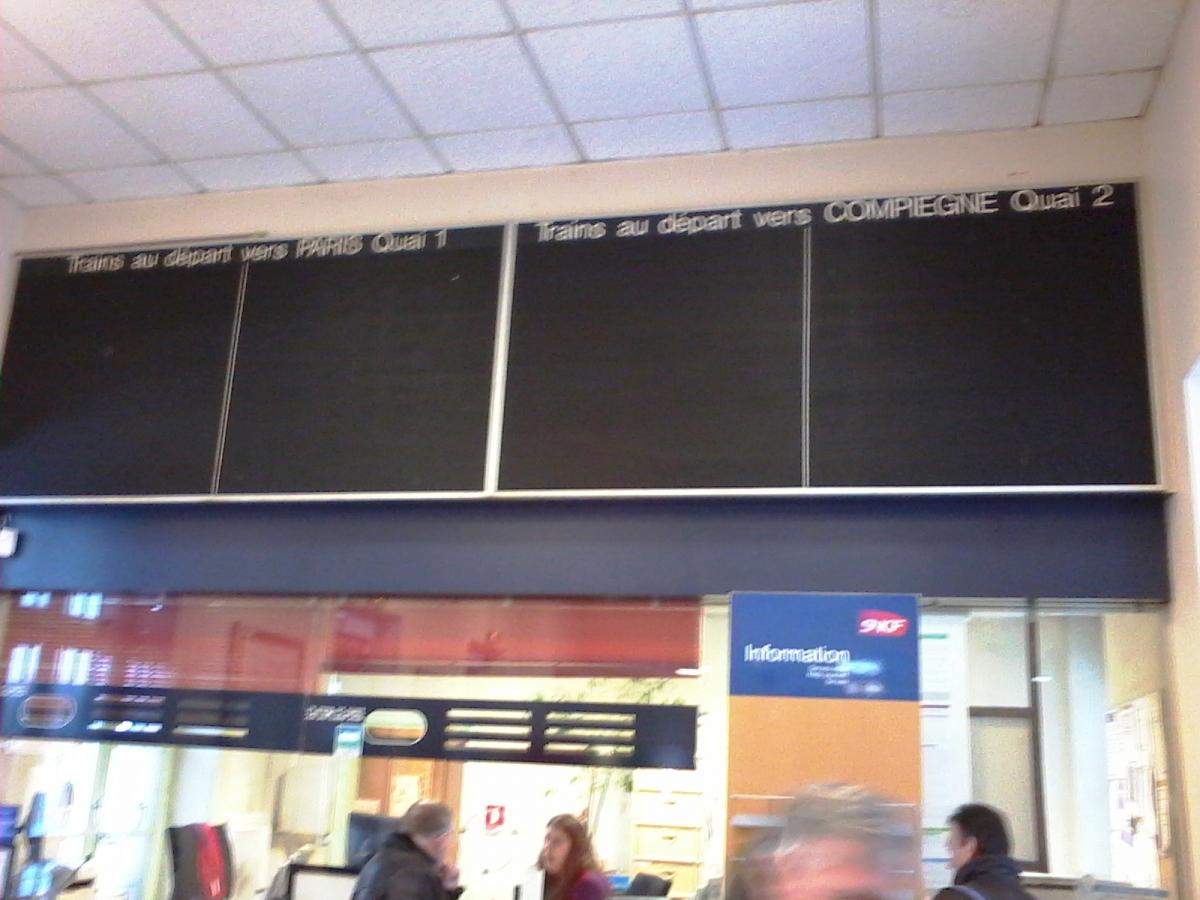 Trains au départ vers PARIS Quai 1
Trains au départ vers COMPIEGNE Quai 2
SNCF
Information